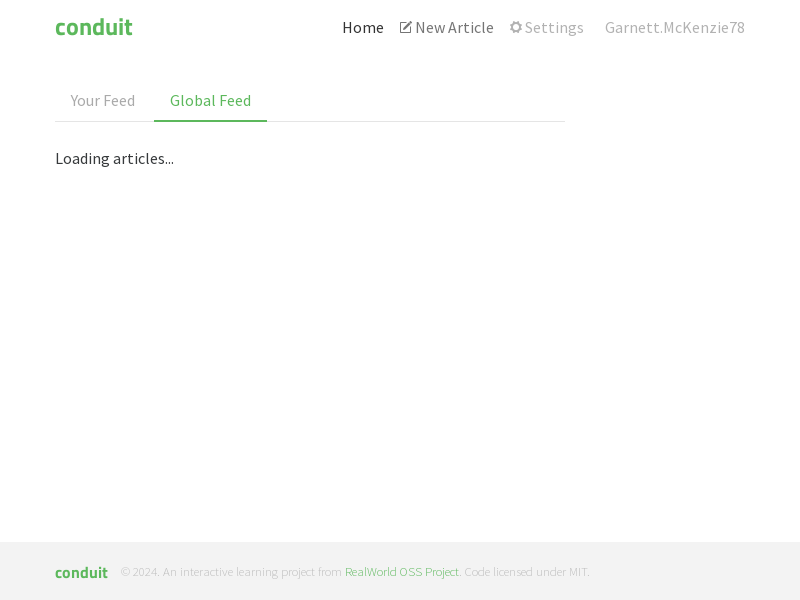 conduit
Home New Article Settings Garnett.McKenzie78
Your Feed Global Feed
Loading articles...
conduit © 2024. An interactive learning project from RealWorld OSS Project. Code licensed under MIT.